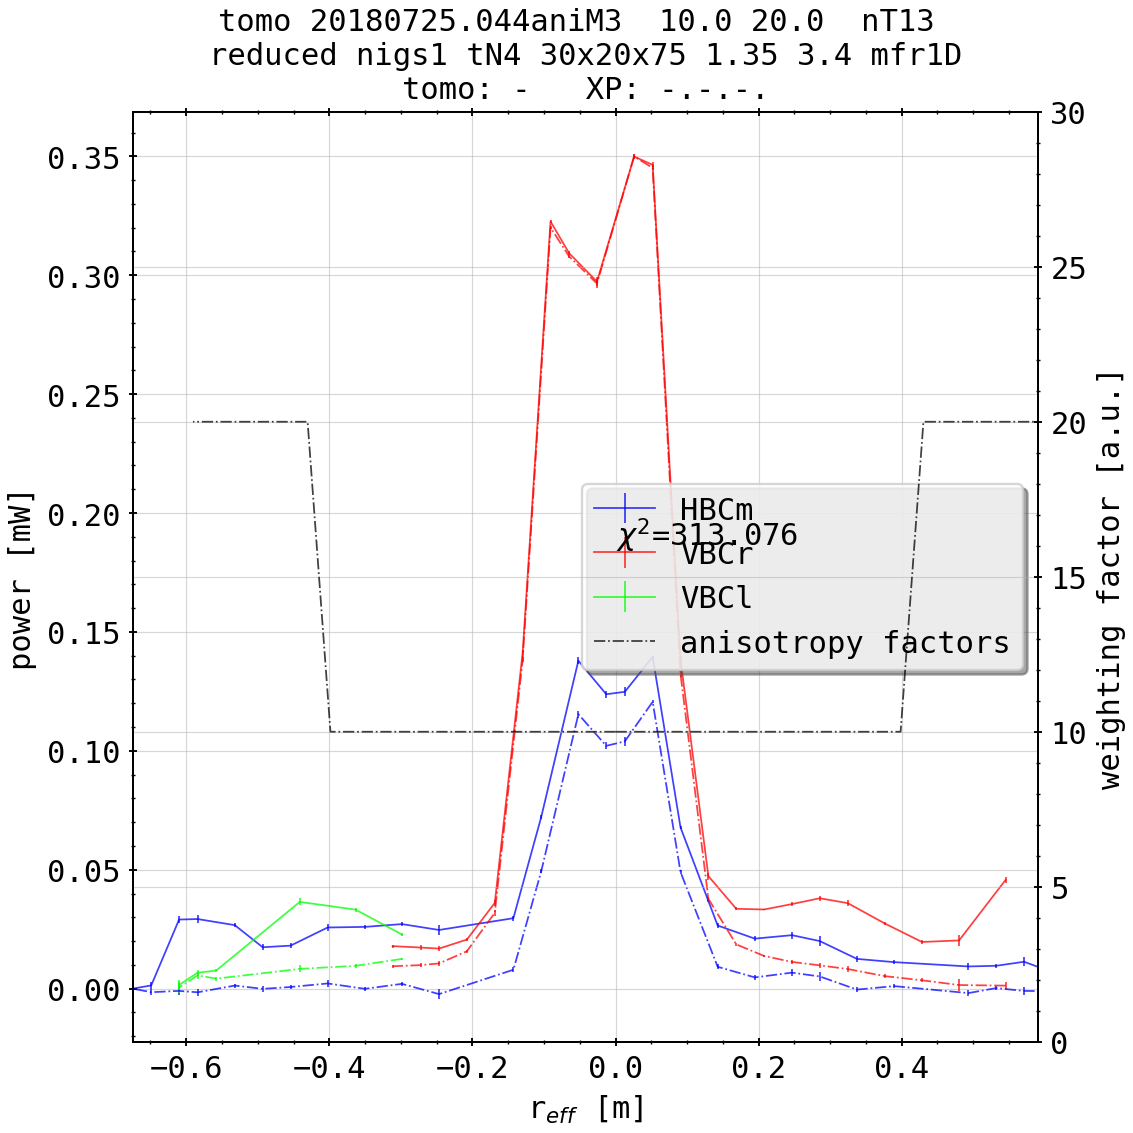 tomo 20180725.044aniM3  10.0 20.0  nT13
reduced nigs1 tN4 30x20x75 1.35 3.4 mfr1D
tomo: -   XP: -.-.-.
0.35
0.30
0.25
0.20
0.15
0.10
0.05
0.00
power [mW]
30
25
20
15
10
5
0
weighting factor [a.u.]
HBCm
χ²=313.076
VBCr
VBCl
anisotropy factors
−0.6 −0.4 −0.2 0.0 0.2 0.4
r_eff [m]